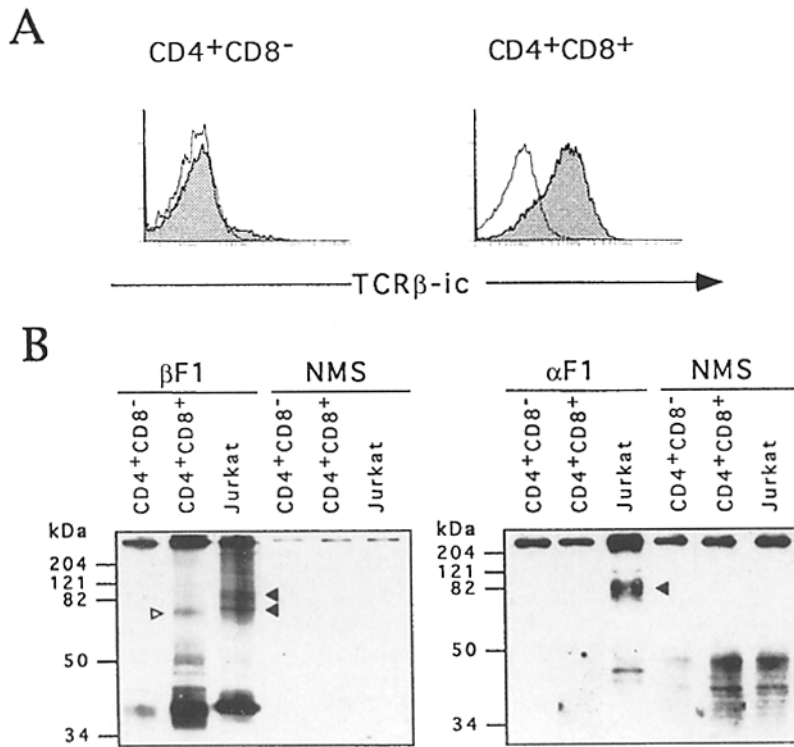 A
CD4+CD8-
CD4+CD8+
TCRβ-ic
B
βF1
NMS
CD4+CD8-
CD4+CD8+
Jurkat
CD4+CD8-
CD4+CD8+
Jurkat
kDa
204
121
82
50
34
αF1
NMS
CD4+CD8-
CD4+CD8+
Jurkat
CD4+CD8-
CD4+CD8+
Jurkat
kDa
204
121
82
50
34